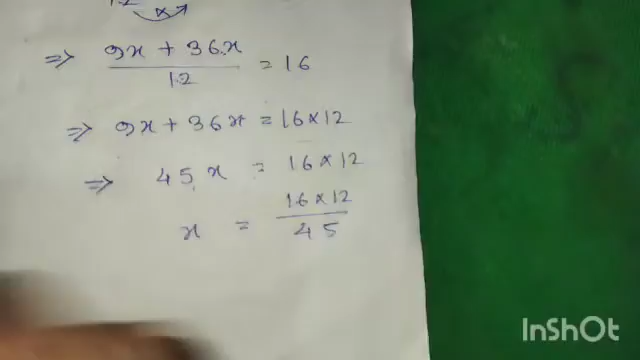 ⇒ 9x + 36x / 12 = 16
⇒ 9x + 36x = 16 × 12
⇒ 45x = 16 × 12
x = 16 × 12 / 45
InShOt